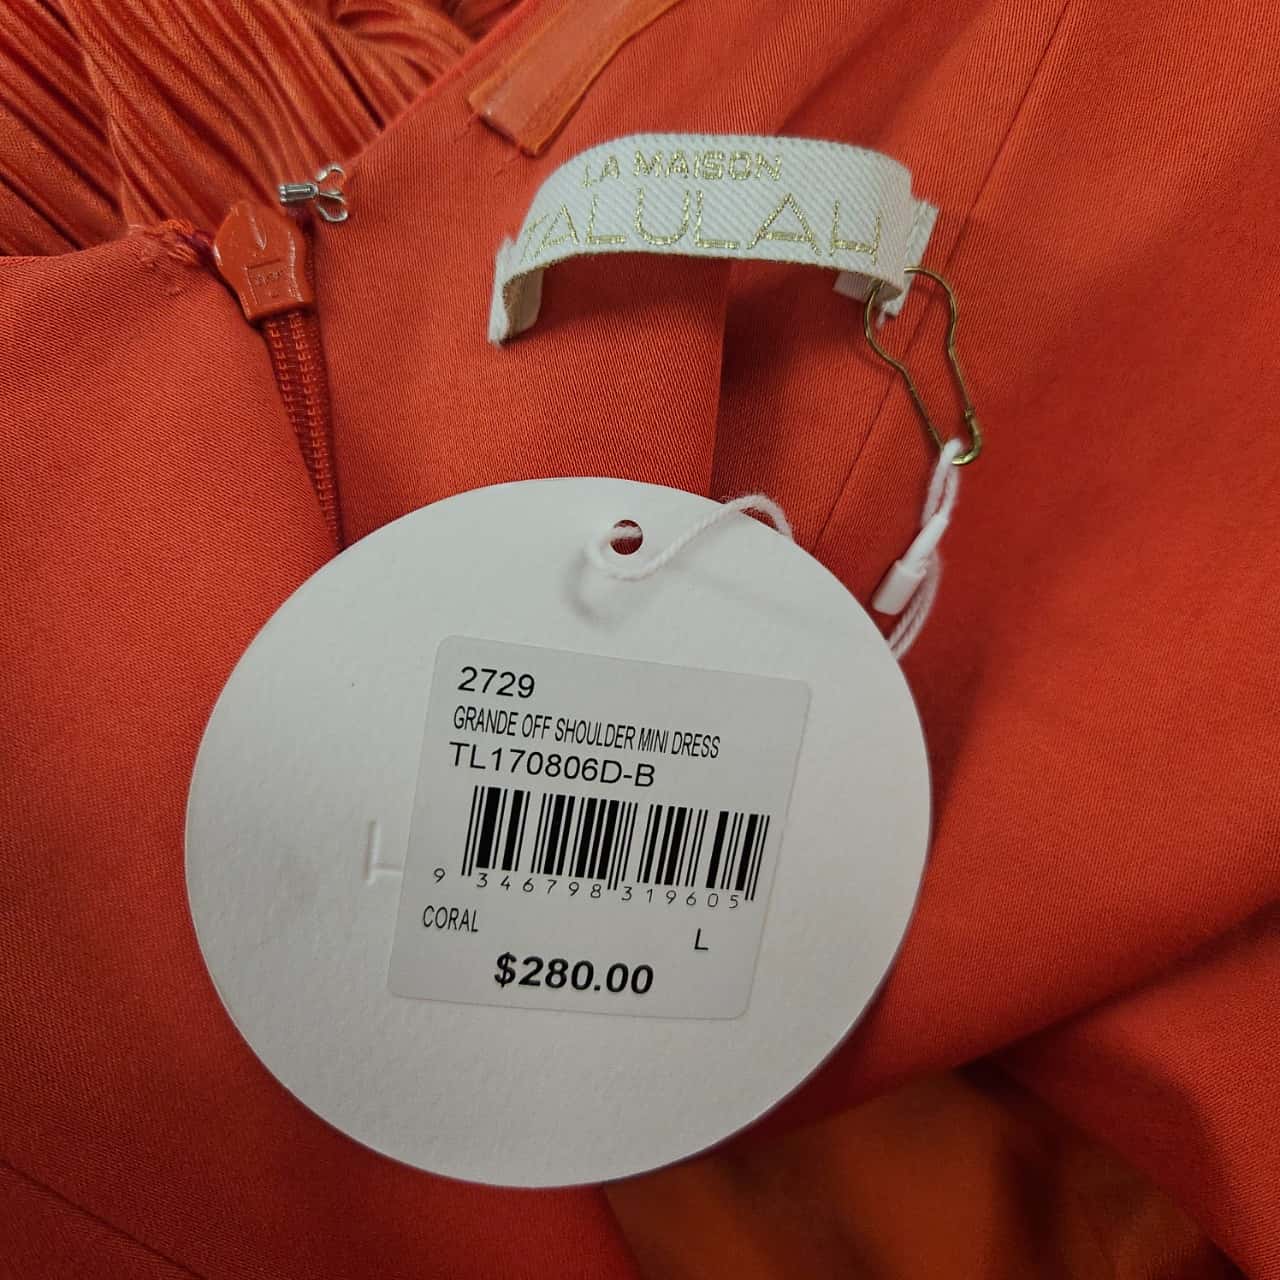 LA MAISON
TALULAH
2729
GRANDE OFF SHOULDER MINI DRESS
TL170806D-B
9 346798 319605
CORAL
L
$280.00